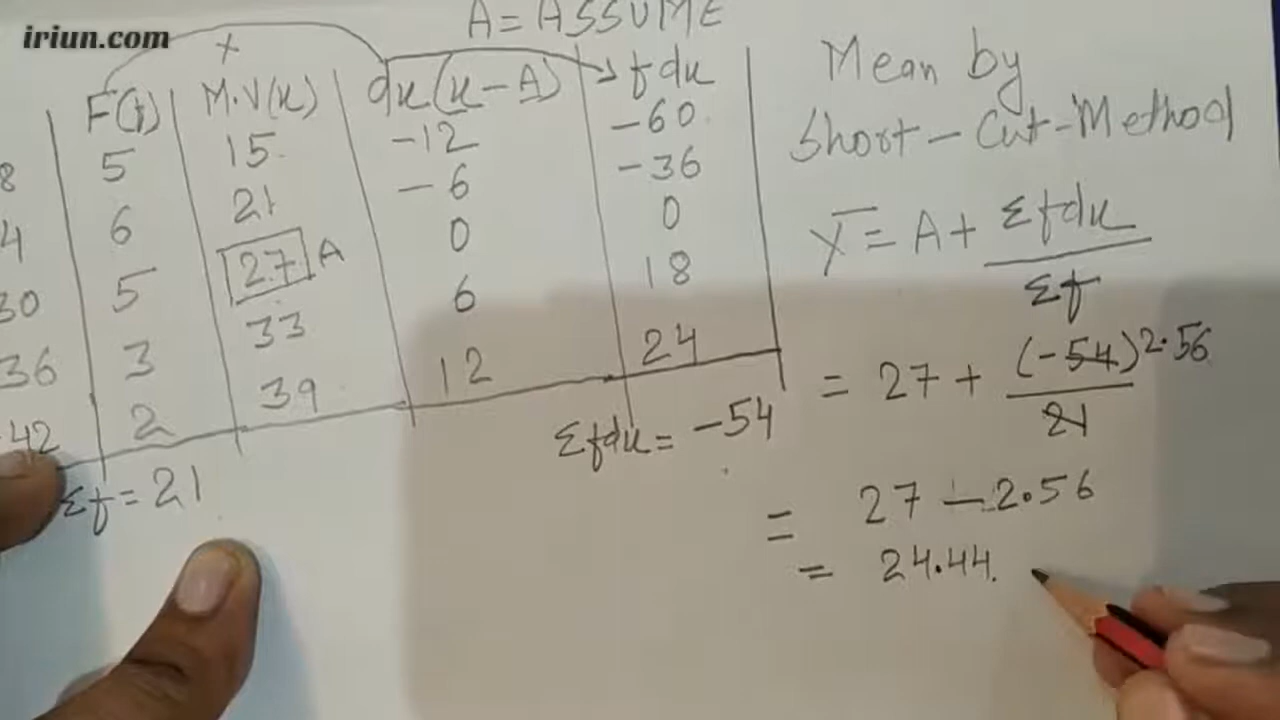 iriun.com
A = ASSUME
x
F(f) M.V(x) dx(x-A) fdx
8 5 15 -12 -60
4 6 21 -6 -36
30 5 27 A 0 0
36 3 33 6 18
42 2 39 12 24
Σf = 21 Σfdx = -54
Mean by
Short-Cut-Method
X̅ = A + Σfdx
Σf
= 27 + (-54) 2.56
21
= 27 - 2.56
= 24.44.